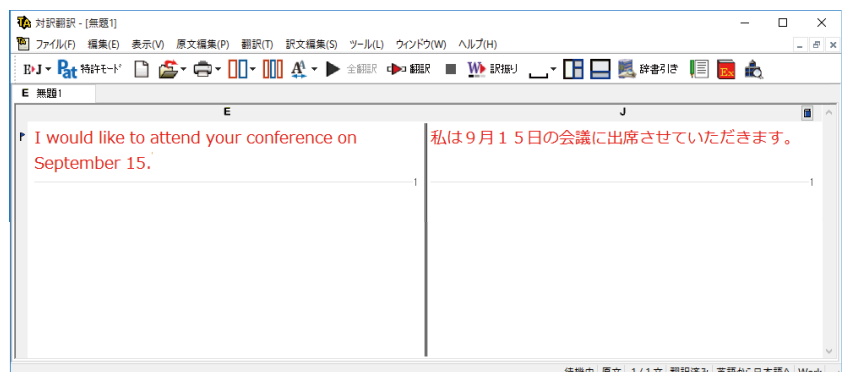 対訳翻訳 - [無題1]
ファイル(F) 編集(E) 表示(V) 原文編集(P) 翻訳(T) 訳文編集(S) ツール(L) ウィンドウ(W) ヘルプ(H)
E▸J Pat 特許モード 全翻訳 翻訳 訳振り 辞書引き Ex
E 無題1
E J
I would like to attend your conference on
September 15.
私は9月15日の会議に出席させていただきます。
1 1
待機中 原文 1/1文 翻訳済み 英語から日本語へ Work